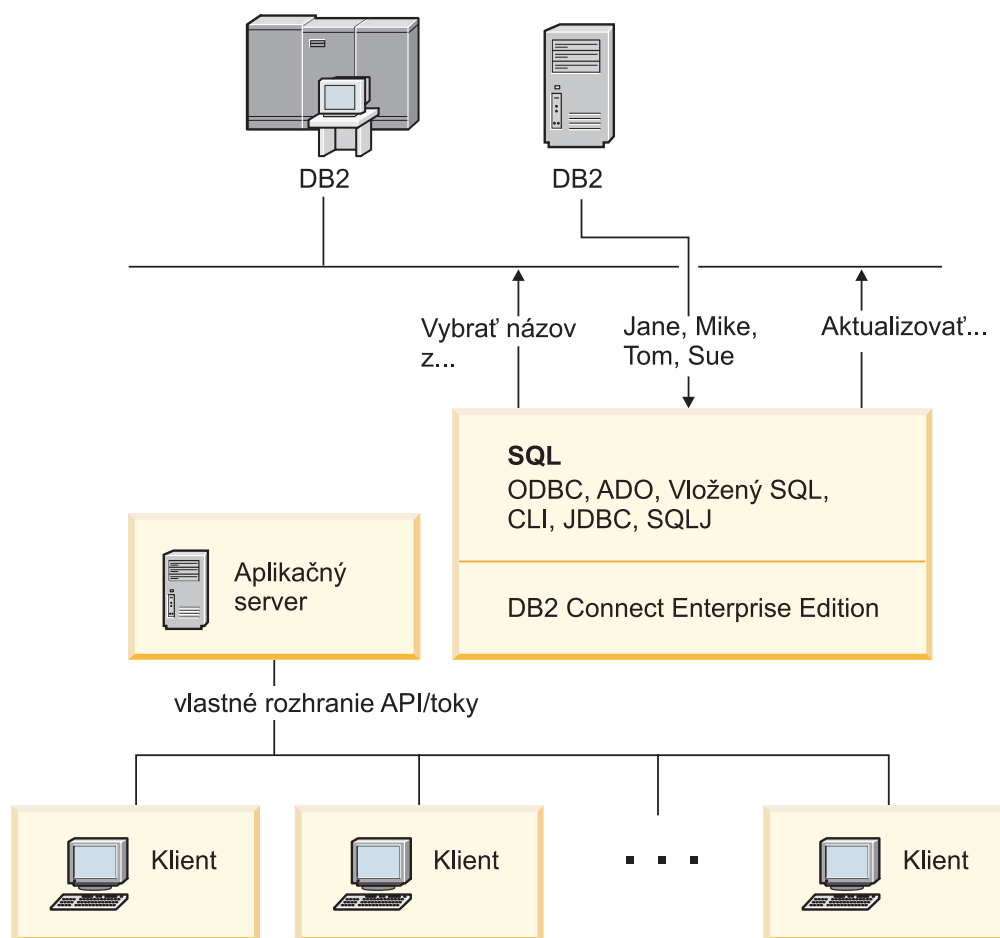 DB2
DB2
Vybrať názov
z...
Jane, Mike,
Tom, Sue
Aktualizovať...
SQL
ODBC, ADO, Vložený SQL,
CLI, JDBC, SQLJ
DB2 Connect Enterprise Edition
Aplikačný
server
vlastné rozhranie API/toky
Klient
Klient
. . .
Klient